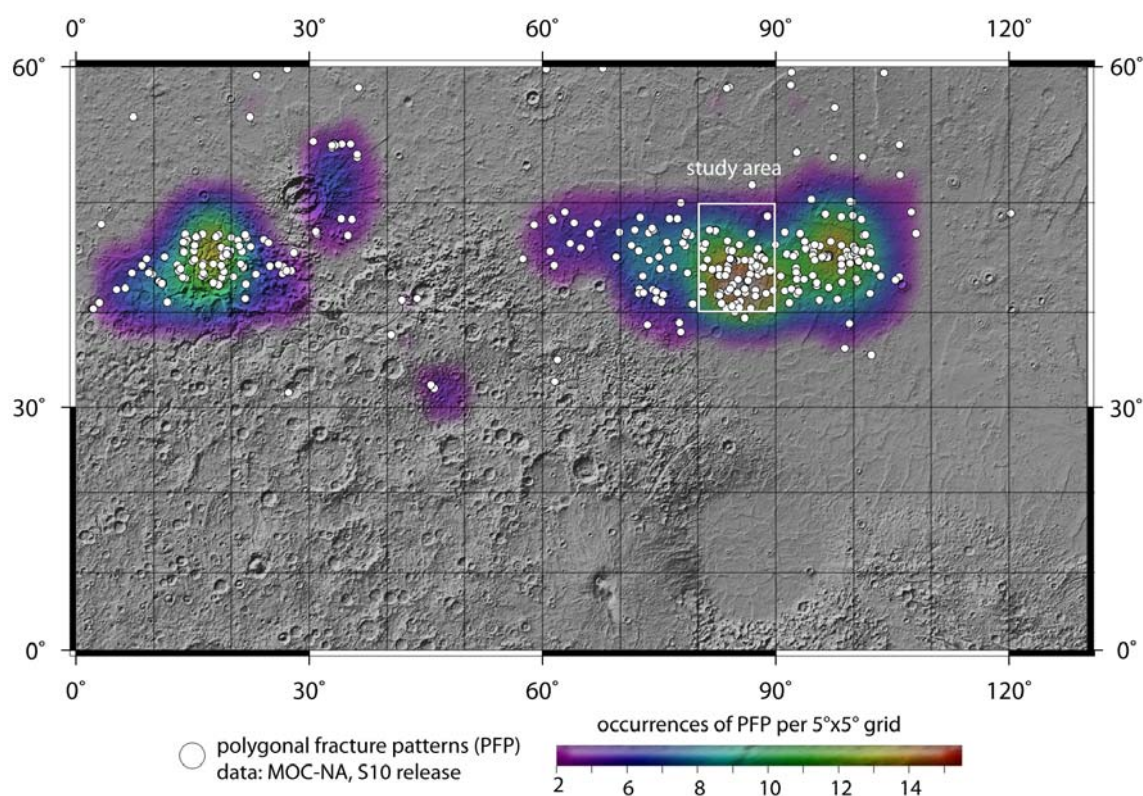 0° 30° 60° 90° 120°
60° 60°
study area
30° 30°
0° 0°
0° 30° 60° 90° 120°
occurrences of PFP per 5°x5° grid
polygonal fracture patterns (PFP)
data: MOC-NA, S10 release
2 6 8 10 12 14